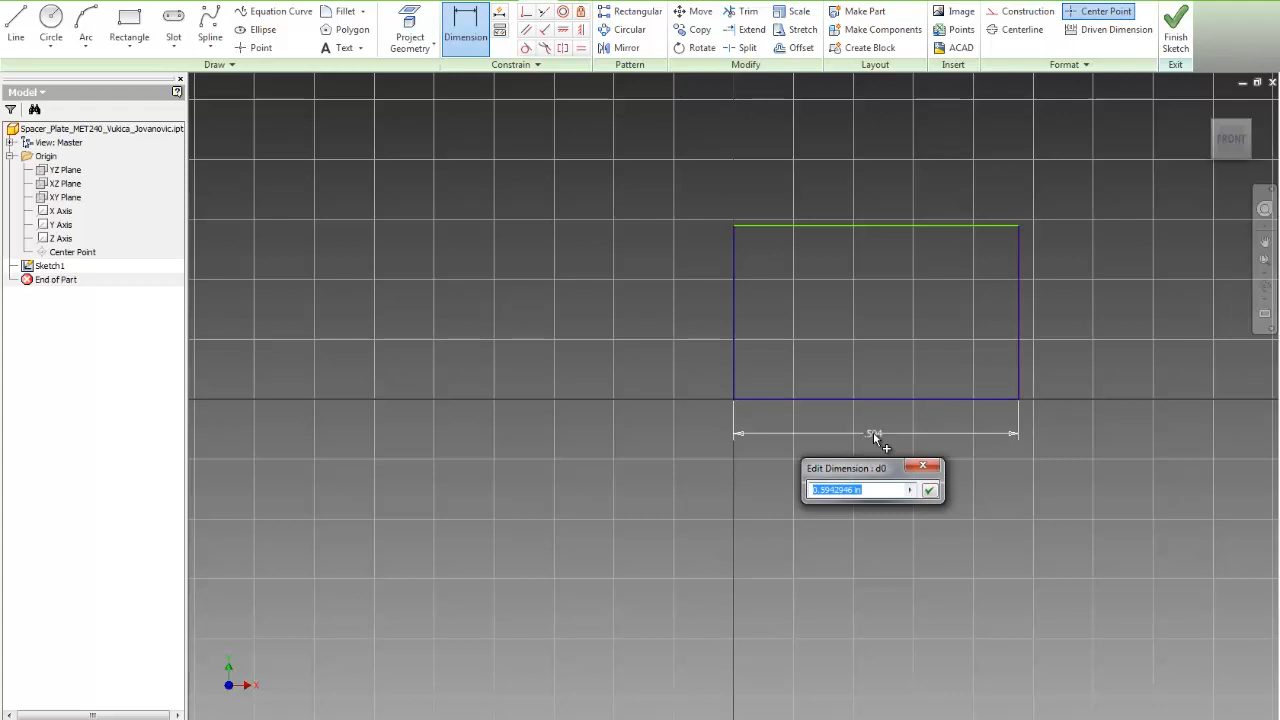 Line
Circle
Arc
Rectangle
Slot
Spline
Equation Curve
Ellipse
Point
Fillet
Polygon
Text
Project
Geometry
Dimension
Rectangular
Circular
Mirror
Move
Copy
Rotate
Trim
Extend
Split
Scale
Stretch
Offset
Make Part
Make Components
Create Block
Image
Points
ACAD
Construction
Centerline
Center Point
Driven Dimension
Finish
Sketch
Draw
Constrain
Pattern
Modify
Layout
Insert
Format
Exit
Model
Spacer_Plate_MET240_Vukica_Jovanovic.ipt
View: Master
Origin
YZ Plane
XZ Plane
XY Plane
X Axis
Y Axis
Z Axis
Center Point
Sketch1
End of Part
FRONT
.594
Edit Dimension : d0
0.5942946 in
Y
X